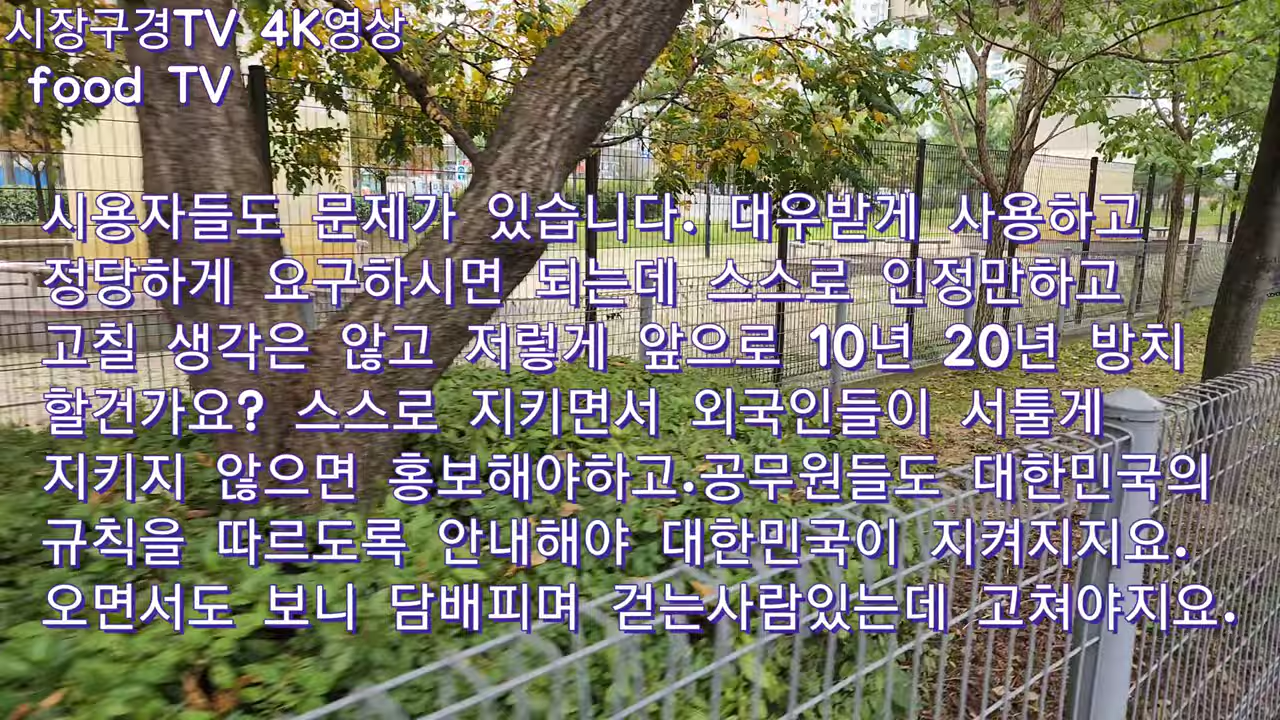 시장구경TV 4K영상
food TV
시용자들도 문제가 있습니다. 대우받게 사용하고
정당하게 요구하시면 되는데 스스로 인정만하고
고칠 생각은 않고 저렇게 앞으로 10년 20년 방치
할건가요? 스스로 지키면서 외국인들이 서툴게
지키지 않으면 홍보해야하고.공무원들도 대한민국의
규칙을 따르도록 안내해야 대한민국이 지켜지지요.
오면서도 보니 담배피며 걷는사람있는데 고쳐야지요.